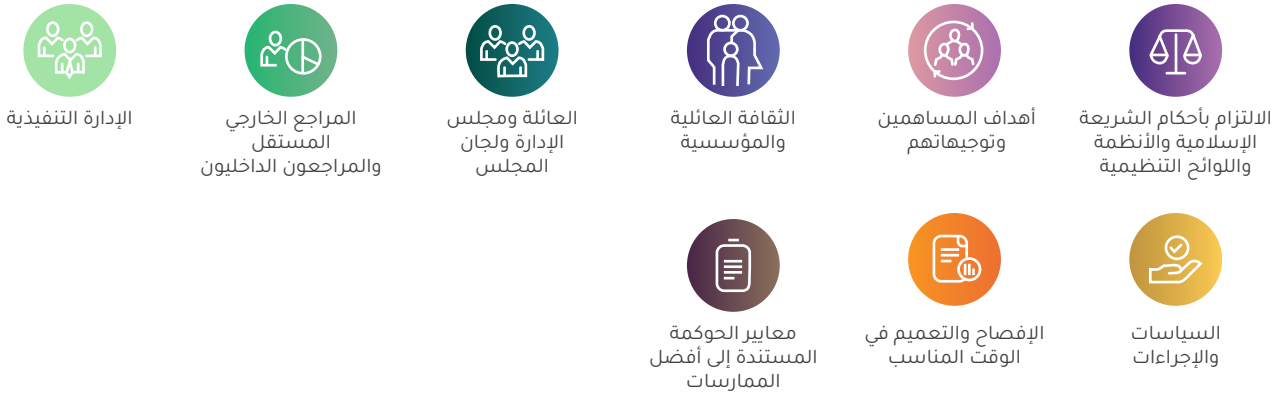 الالتزام بأحكام الشريعة
الإسلامية والأنظمة
واللوائح التنظيمية
أهداف المساهمين
وتوجيهاتهم
الثقافة العائلية
والمؤسسية
العائلة ومجلس
الإدارة ولجان
المجلس
المراجع الخارجي
المستقل
والمراجعون الداخليون
الإدارة التنفيذية
السياسات
والإجراءات
الإفصاح والتعميم في
الوقت المناسب
معايير الحوكمة
المستندة إلى أفضل
الممارسات